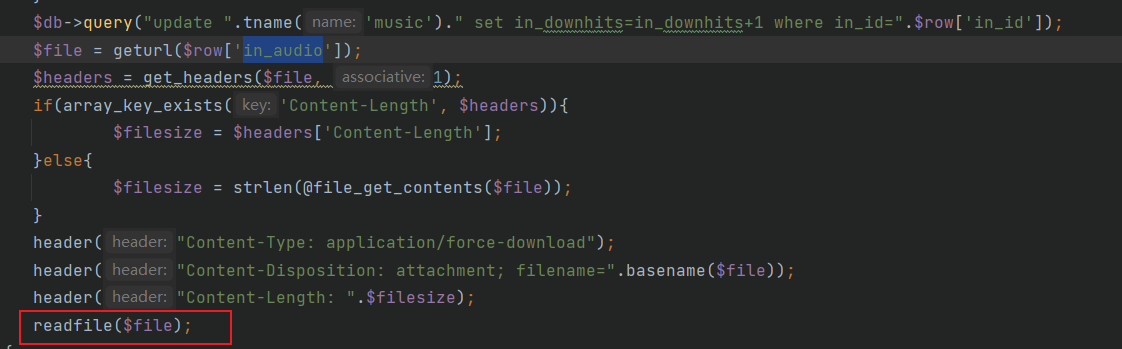 $db->query("update ".tname( name: 'music')." set in_downhits=in_downhits+1 where in_id=".$row['in_id']);
$file = geturl($row['in_audio']);
$headers = get_headers($file, associative: 1);
if(array_key_exists( key: 'Content-Length', $headers)){
$filesize = $headers['Content-Length'];
}else{
$filesize = strlen(@file_get_contents($file));
}
header( header: "Content-Type: application/force-download");
header( header: "Content-Disposition: attachment; filename=".basename($file));
header( header: "Content-Length: ".$filesize);
readfile($file);